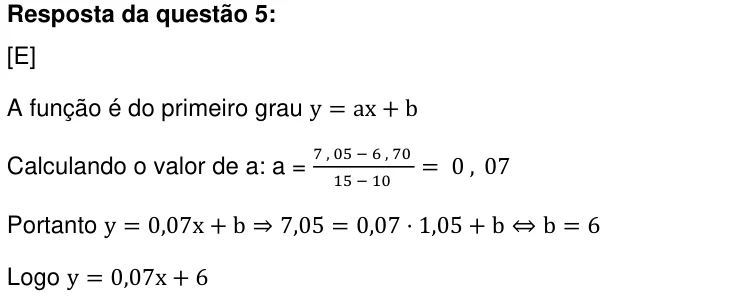 Resposta da questão 5:
[E]
A função é do primeiro grau y = ax + b
Calculando o valor de a: a = (7,05 − 6,70)/(15 − 10) = 0,07
Portanto y = 0,07x + b ⇒ 7,05 = 0,07 · 1,05 + b ⇔ b = 6
Logo y = 0,07x + 6